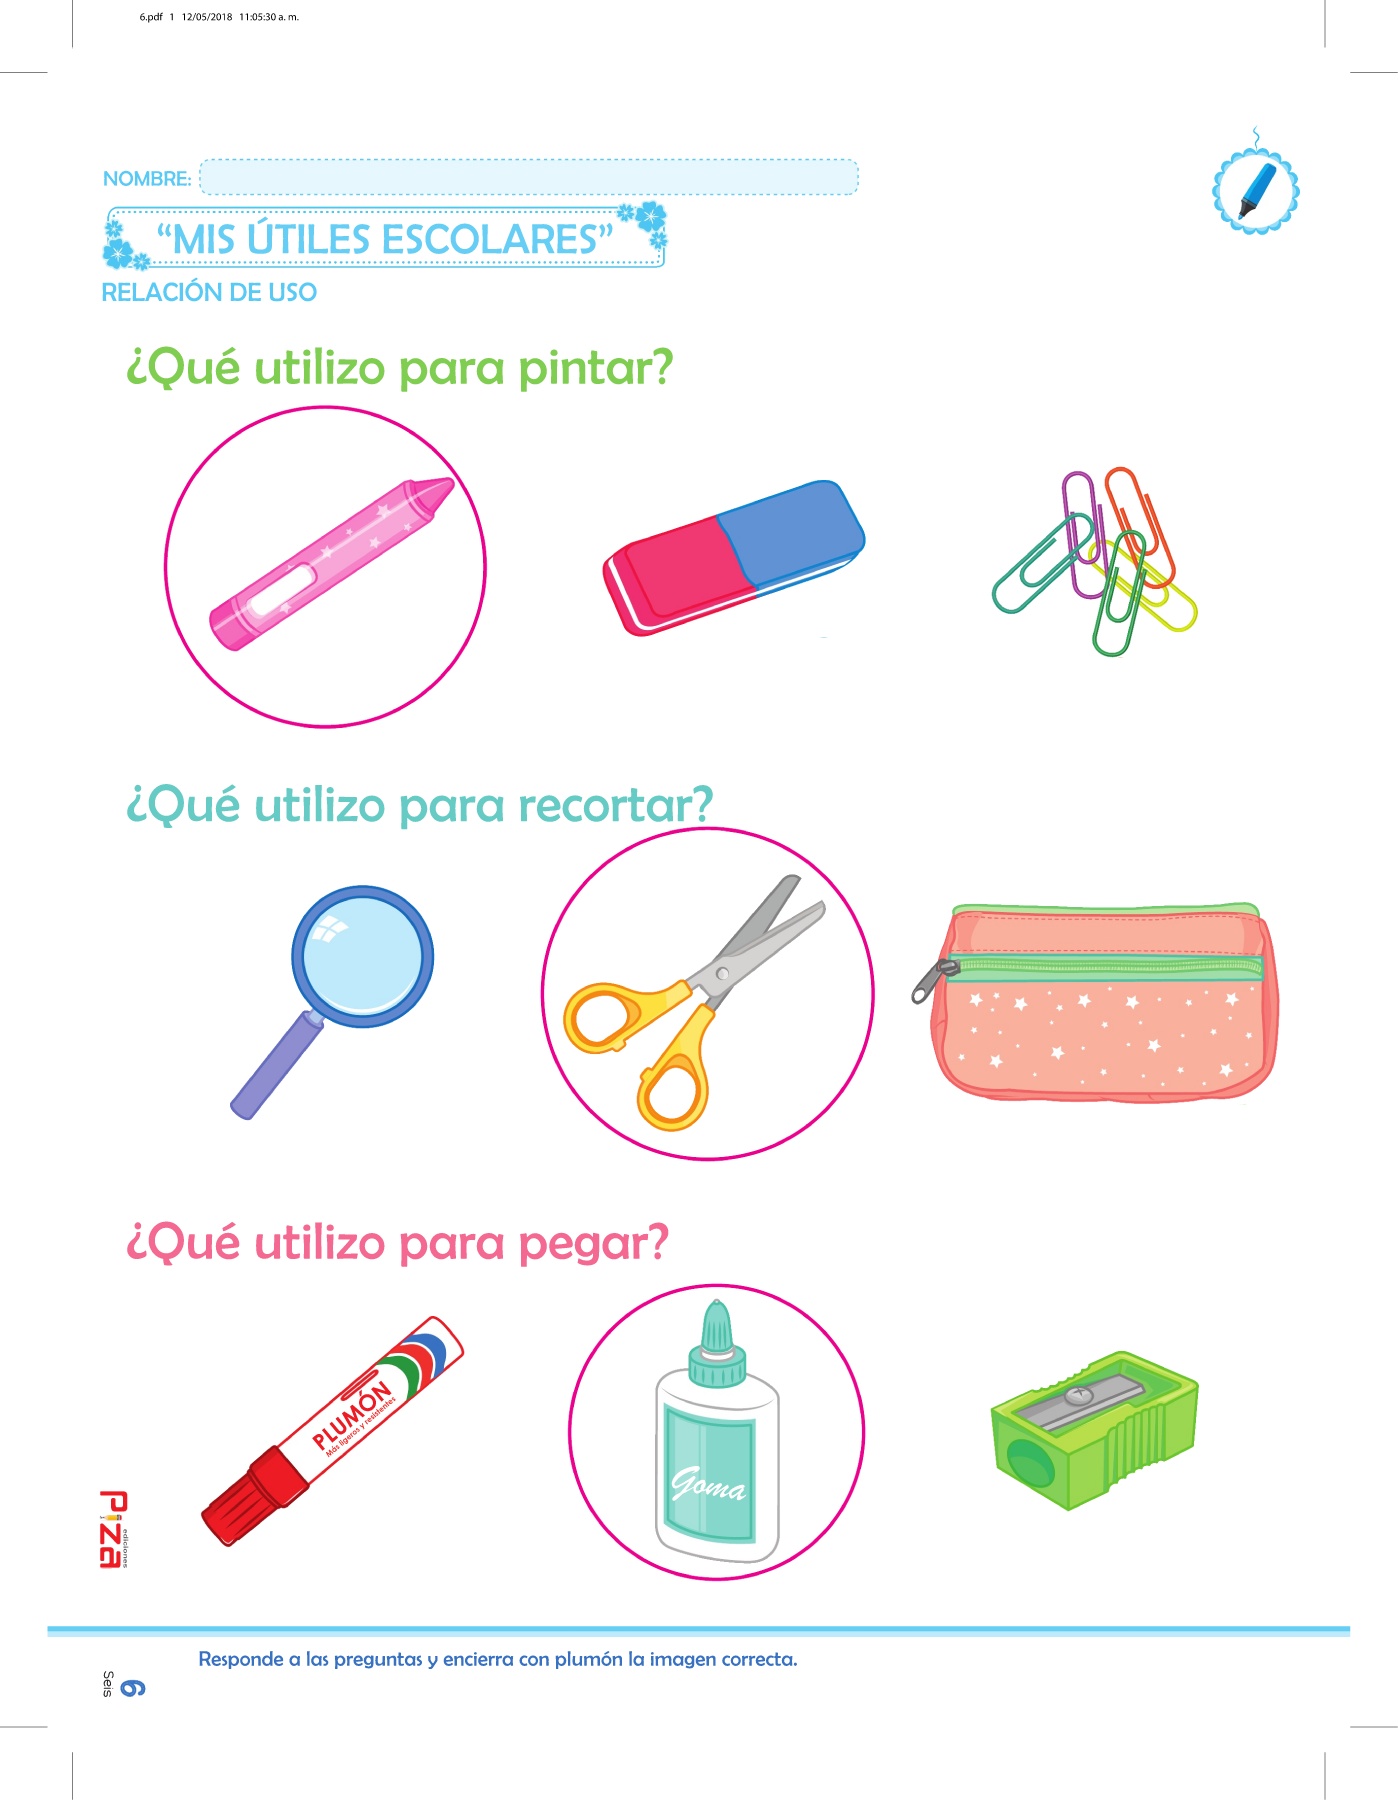 6.pdf 1 12/05/2018 11:05:30 a. m.
NOMBRE:
“MIS ÚTILES ESCOLARES”
RELACIÓN DE USO
¿Qué utilizo para pintar?
¿Qué utilizo para recortar?
¿Qué utilizo para pegar?
PLUMÓN
Más ligeros y resistentes
Goma
Piza
ediciones
Responde a las preguntas y encierra con plumón la imagen correcta.
6
Seis